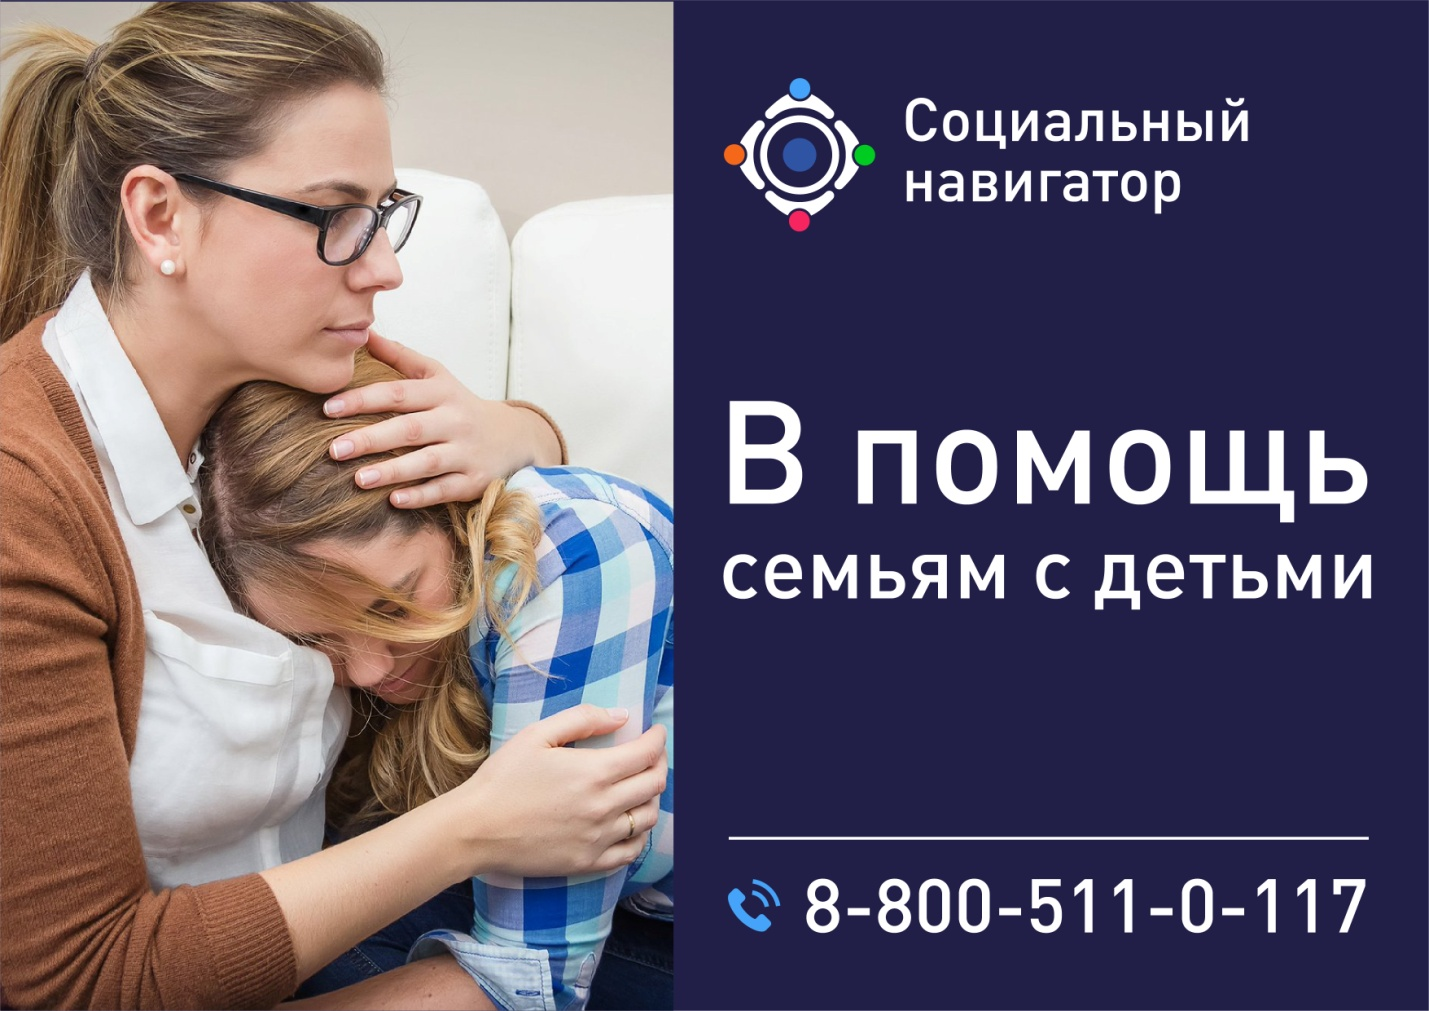 Социальный
навигатор
В помощь
семьям с детьми
8-800-511-0-117